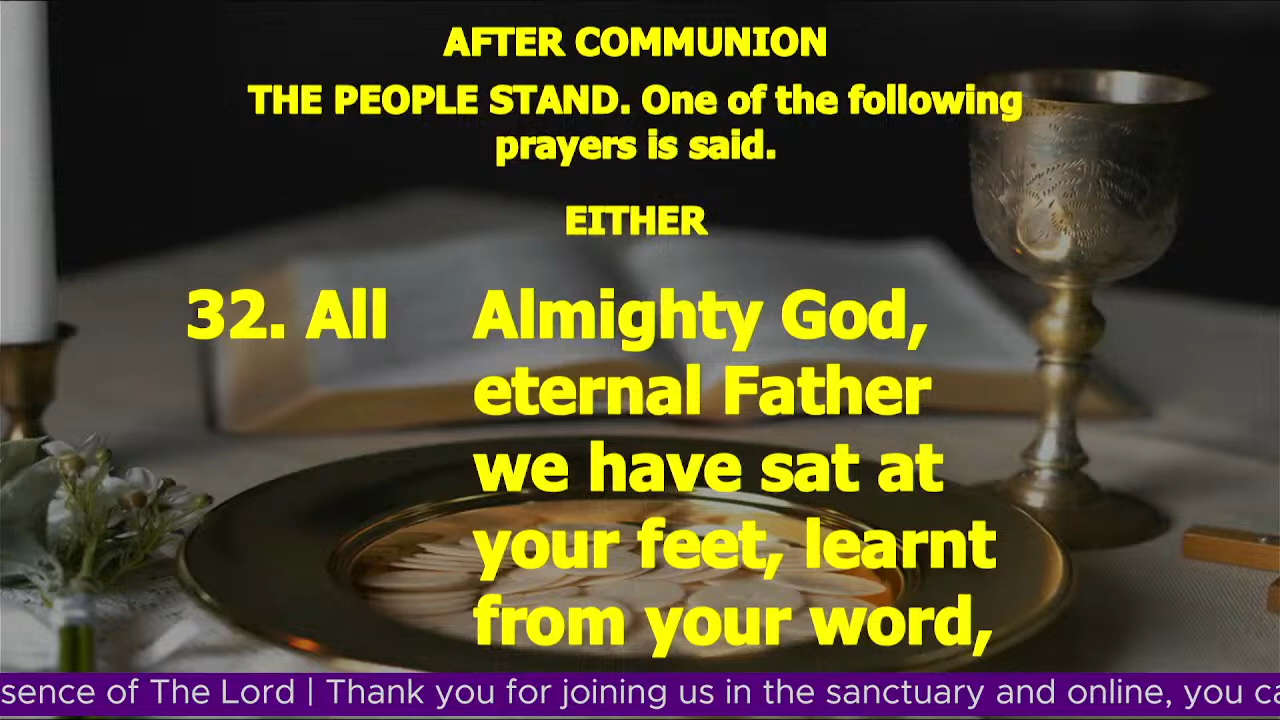 AFTER COMMUNION
THE PEOPLE STAND. One of the following
prayers is said.
EITHER
32. All Almighty God,
eternal Father
we have sat at
your feet, learnt
from your word,
of The Lord | Thank you for joining us in the sanctuary and online, you